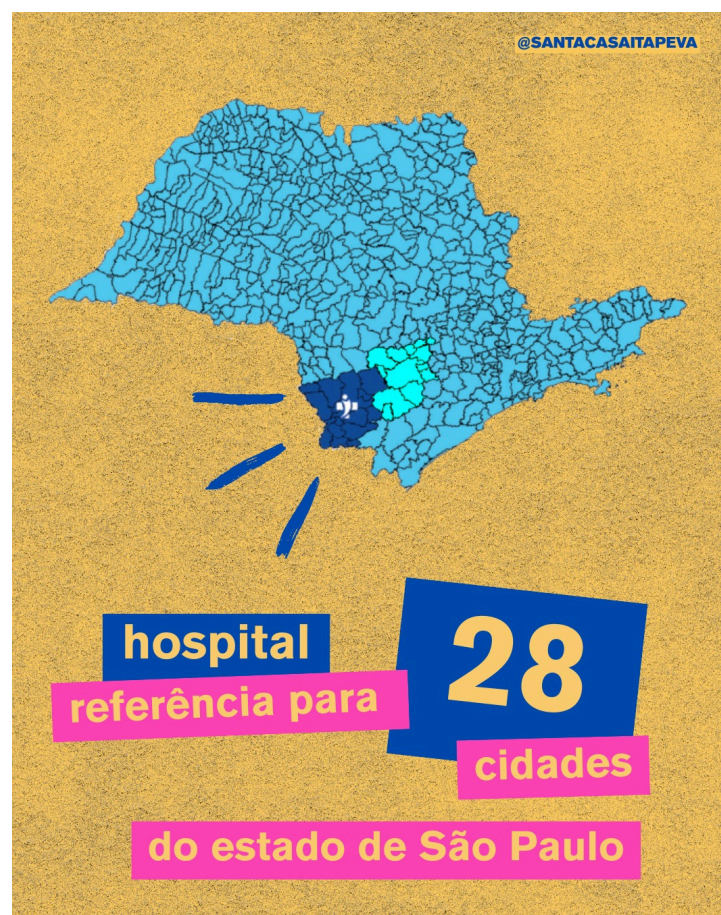 @SANTACASAITAPEVA
hospital
referência para
28
cidades
do estado de São Paulo